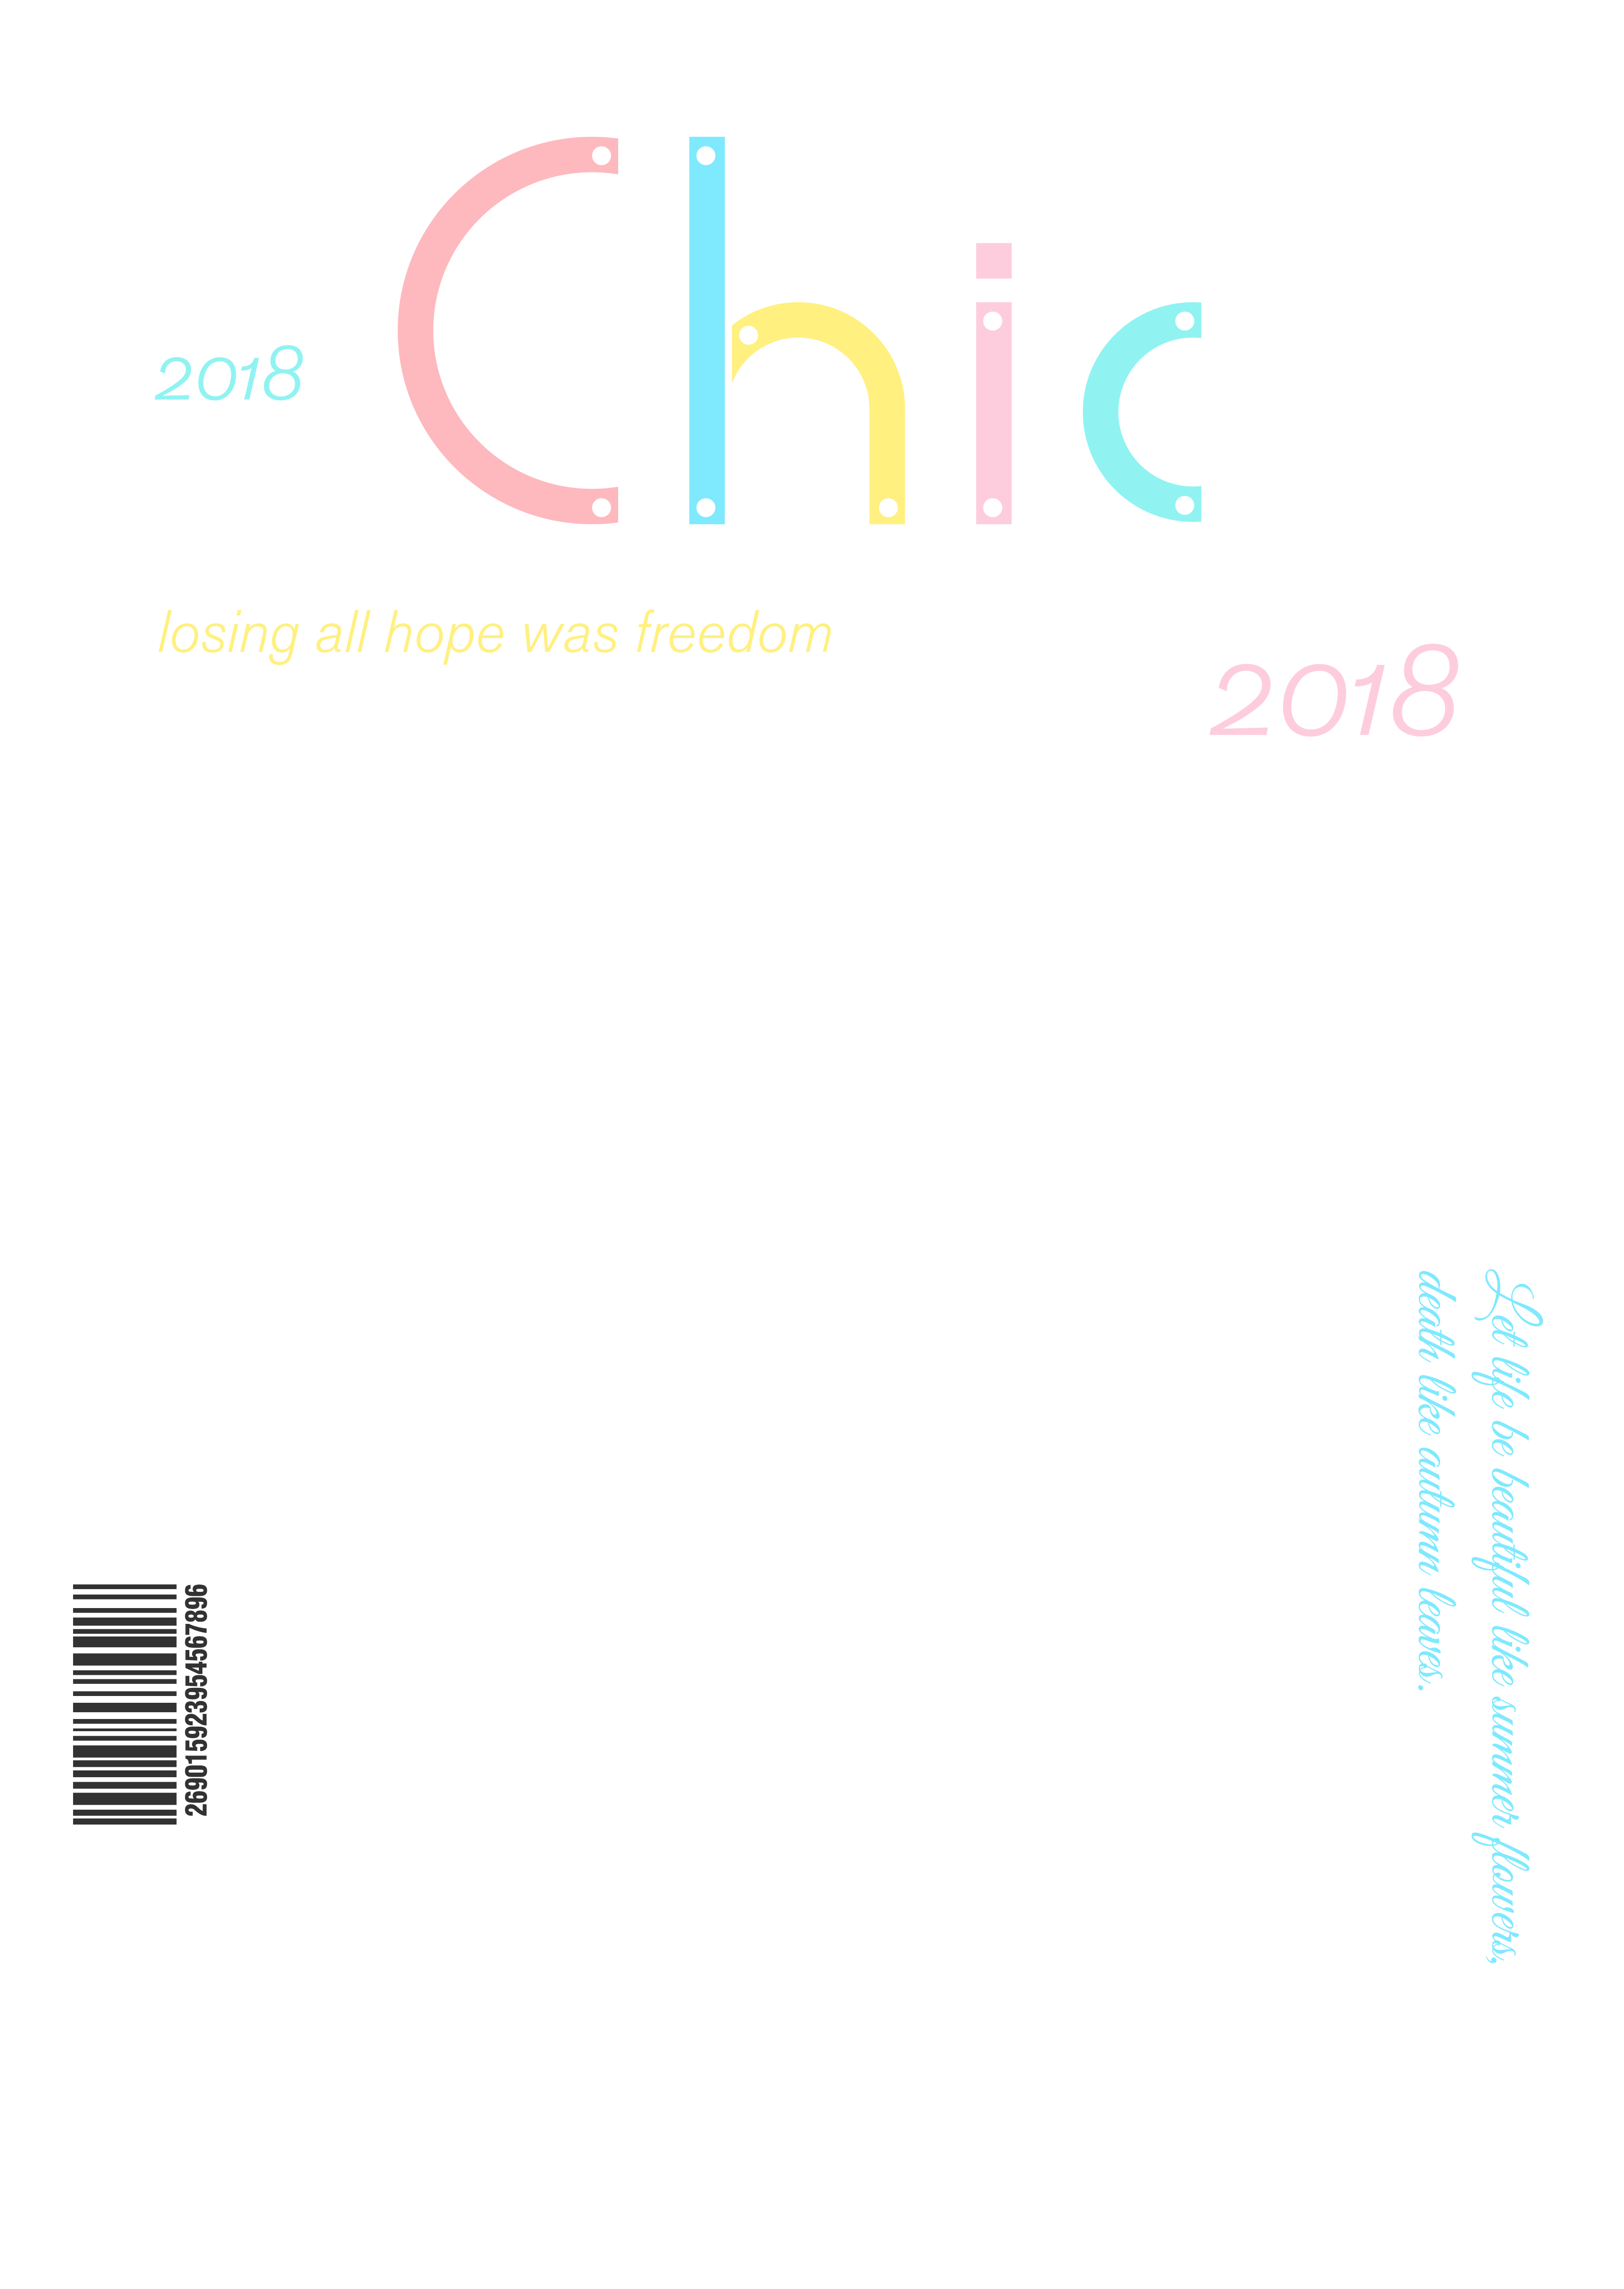 Chic
2018
losing all hope was freedom
2018
Let life be beautiful like summer flowers,
death like autumn leaves.
2690159239545678​96